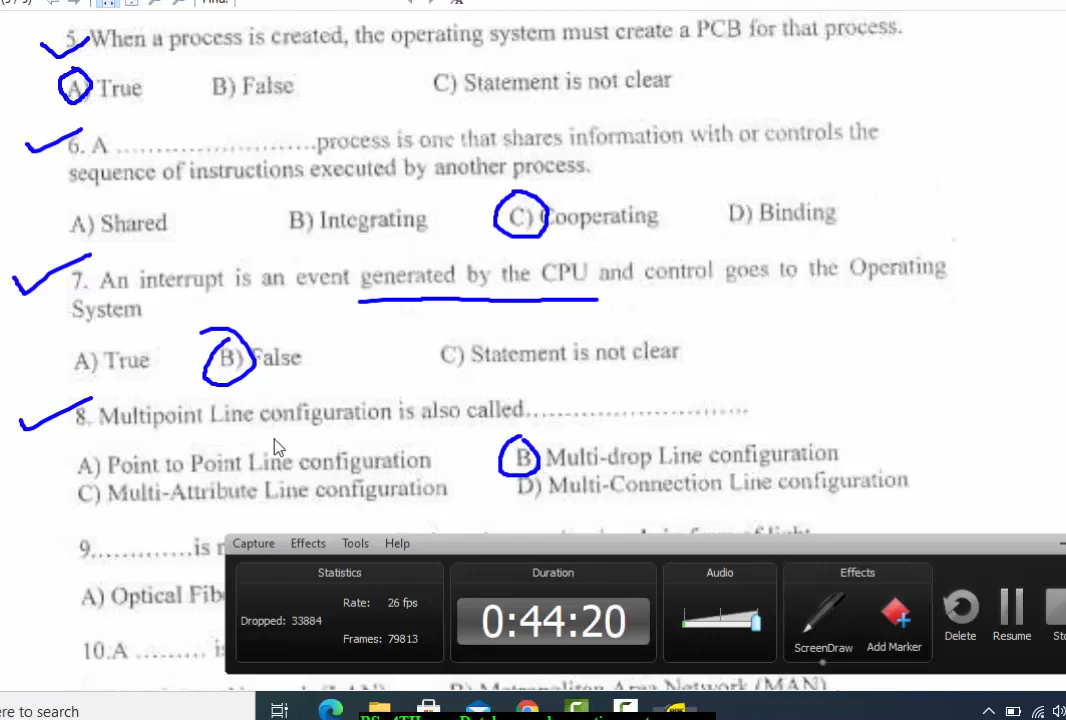 Find:
5. When a process is created, the operating system must create a PCB for that process.
A) True B) False C) Statement is not clear
6. A ..........................process is one that shares information with or controls the
sequence of instructions executed by another process.
A) Shared B) Integrating C) Cooperating D) Binding
7. An interrupt is an event generated by the CPU and control goes to the Operating
System
A) True B) False C) Statement is not clear
8. Multipoint Line configuration is also called..............................
A) Point to Point Line configuration B) Multi-drop Line configuration
C) Multi-Attribute Line configuration D) Multi-Connection Line configuration
9.............is
A) Optical Fib
10.A ......... is
B) Metropolitan Area Network (MAN)
Capture Effects Tools Help
Statistics Duration Audio Effects
Rate: 26 fps
Dropped: 33884
Frames: 79813
0:44:20
ScreenDraw Add Marker Delete Resume Sto
ere to search